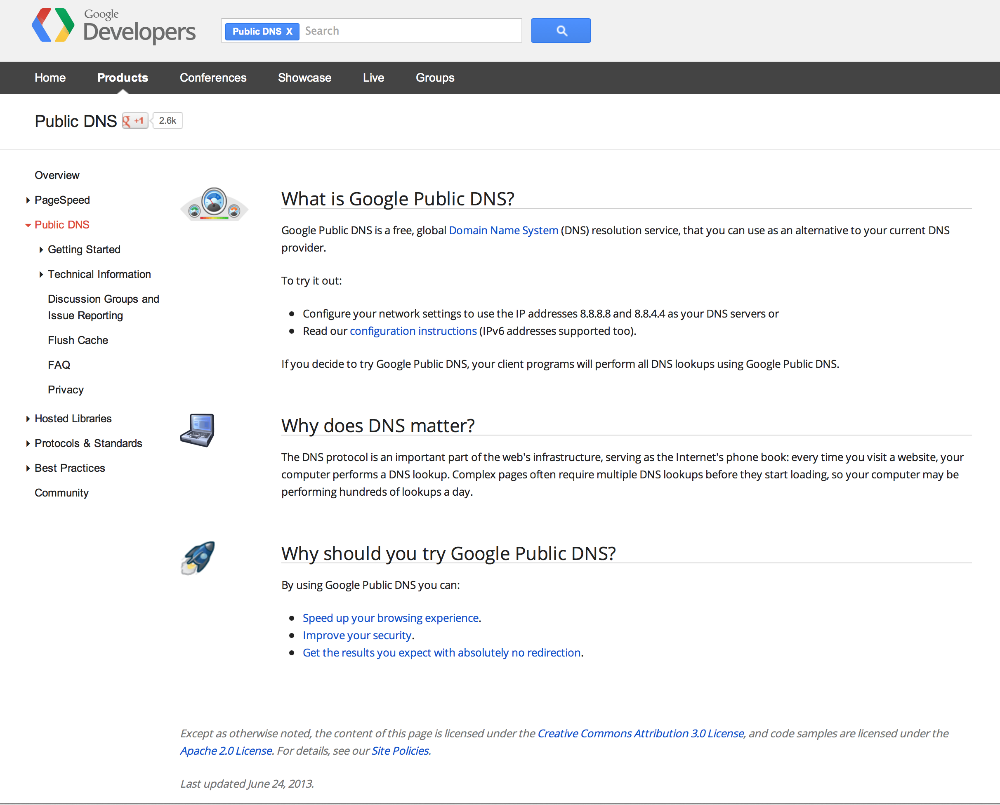 Google
Developers
Public DNS X Search
Home Products Conferences Showcase Live Groups
Public DNS g +1 2.6k
Overview
PageSpeed
Public DNS
Getting Started
Technical Information
Discussion Groups and
Issue Reporting
Flush Cache
FAQ
Privacy
Hosted Libraries
Protocols & Standards
Best Practices
Community
What is Google Public DNS?
Google Public DNS is a free, global Domain Name System (DNS) resolution service, that you can use as an alternative to your current DNS
provider.
To try it out:
• Configure your network settings to use the IP addresses 8.8.8.8 and 8.8.4.4 as your DNS servers or
• Read our configuration instructions (IPv6 addresses supported too).
If you decide to try Google Public DNS, your client programs will perform all DNS lookups using Google Public DNS.
Why does DNS matter?
The DNS protocol is an important part of the web's infrastructure, serving as the Internet's phone book: every time you visit a website, your
computer performs a DNS lookup. Complex pages often require multiple DNS lookups before they start loading, so your computer may be
performing hundreds of lookups a day.
Why should you try Google Public DNS?
By using Google Public DNS you can:
• Speed up your browsing experience.
• Improve your security.
• Get the results you expect with absolutely no redirection.
Except as otherwise noted, the content of this page is licensed under the Creative Commons Attribution 3.0 License, and code samples are licensed under the
Apache 2.0 License. For details, see our Site Policies.
Last updated June 24, 2013.